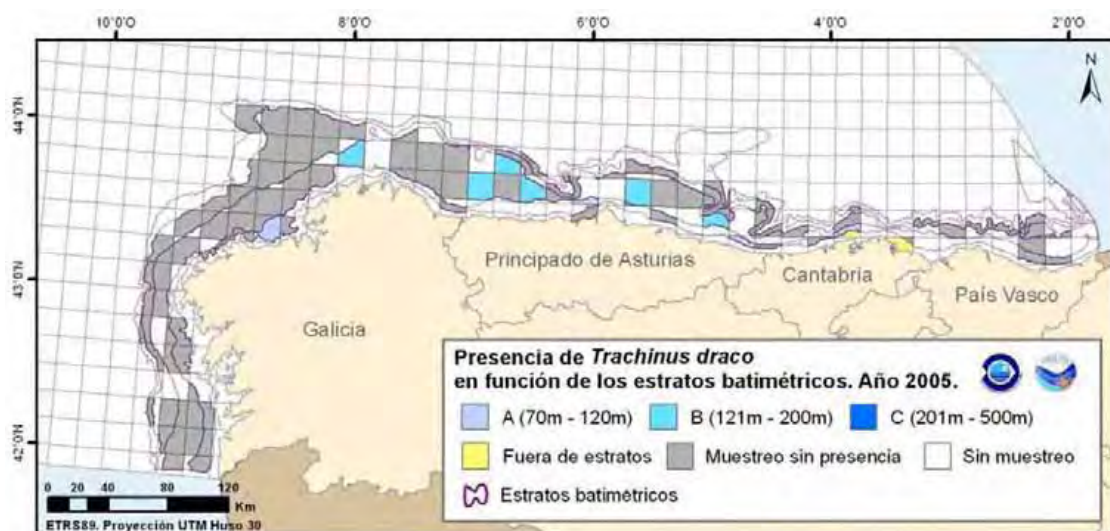 10°0'O 8°0'O 6°0'O 4°0'O 2°0'O
N
44°0'N
43°0'N
42°0'N
Principado de Asturias
Cantabria
País Vasco
Galicia
Presencia de Trachinus draco
en función de los estratos batimétricos. Año 2005.
A (70m - 120m) B (121m - 200m) C (201m - 500m)
Fuera de estratos Muestreo sin presencia Sin muestreo
Estratos batimétricos
0 20 40 80 120
Km
ETRS89. Proyección UTM Huso 30